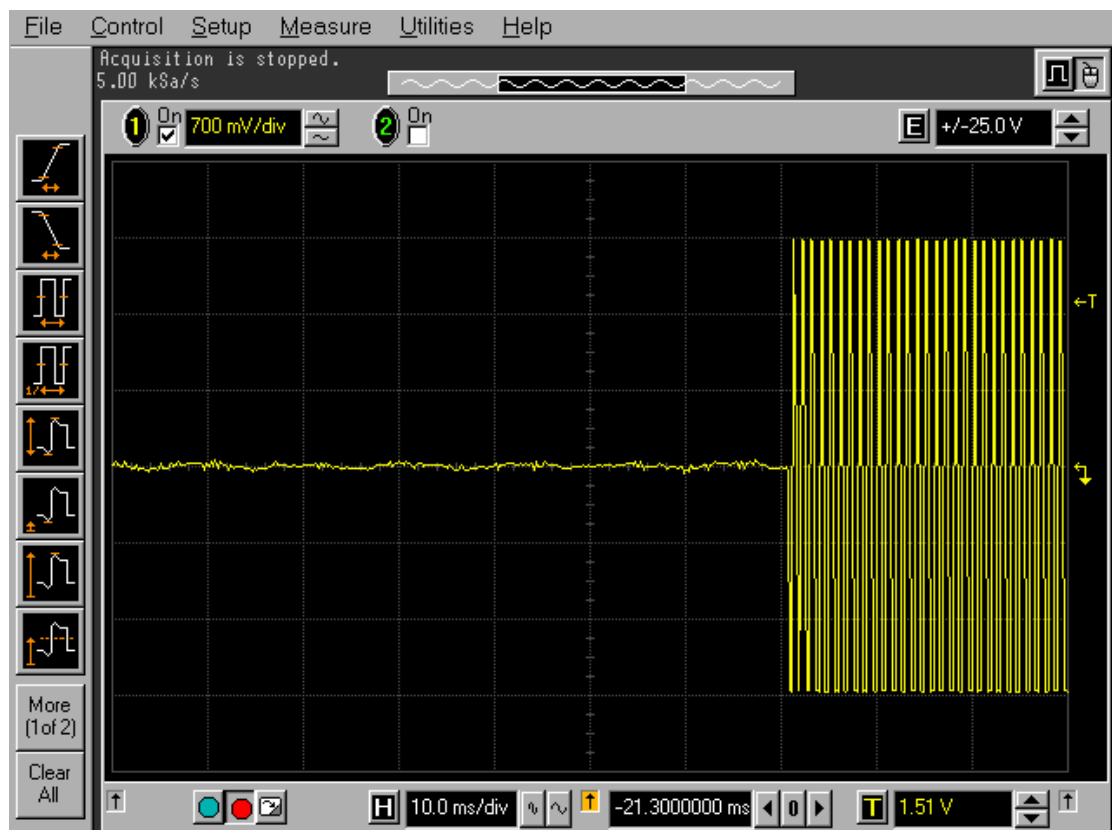 File Control Setup Measure Utilities Help
Acquisition is stopped.
5.00 kSa/s
1 On 700 mV/div 2 On E +/-25.0 V
T
1/
More
(1of 2)
Clear
All
H 10.0 ms/div -21.3000000 ms 0 T 1.51 V